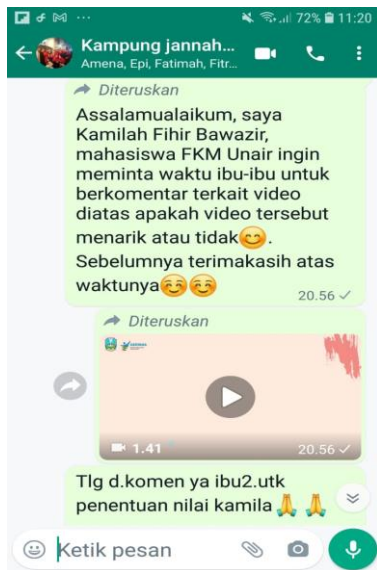 72% 11:20
Kampung jannah...
Amena, Epi, Fatimah, Fitr...
Diteruskan
Assalamualaikum, saya
Kamilah Fihir Bawazir,
mahasiswa FKM Unair ingin
meminta waktu ibu-ibu untuk
berkomentar terkait video
diatas apakah video tersebut
menarik atau tidak😊.
Sebelumnya terimakasih atas
waktunya☺️☺️
20.56
Diteruskan
1.41
20.56
Tlg d.komen ya ibu2.utk
penentuan nilai kamila🙏🙏
Ketik pesan